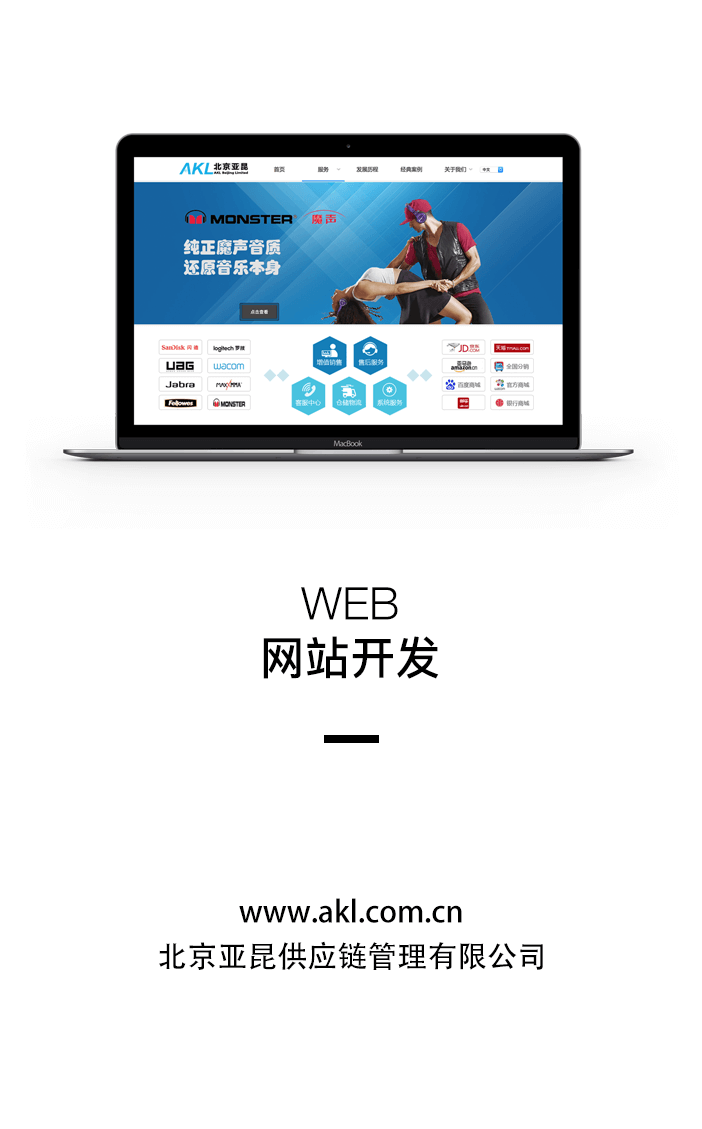 AKL 北京亚昆
AKL Beijing Limited
首页 服务 发展历程 经典案例 关于我们 中文
MONSTER 魔声
纯正魔声音质
还原音乐本身
点击查看
SanDisk 闪迪 logitech 罗技
UAG wacom
Jabra MAXXMMA
Fellowes MONSTER
增值销售 售后服务
客服中心 仓储物流 系统服务
JD 京东 .COM 天猫 TMALL.COM
亚马逊 amazon.cn 全国分销
百度商城 官方商城
银行商城
MacBook
WEB
网站开发
www.akl.com.cn
北京亚昆供应链管理有限公司